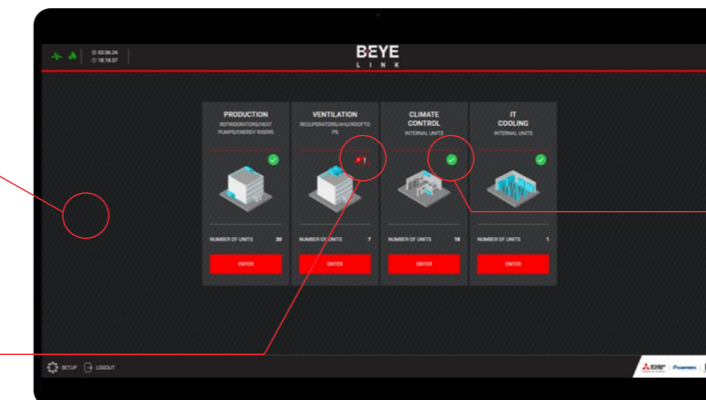 03.06.24
18.18.37
BEYE
LINK
PRODUCTION
REFRIGERATORS/HEAT
PUMPS/ENERGY RISERS
NUMBER OF UNITS 20
ENTER
VENTILATION
RECUPERATORS/AHU/ROOFTO
PS
NUMBER OF UNITS 7
ENTER
CLIMATE
CONTROL
INTERNAL UNITS
NUMBER OF UNITS 18
ENTER
IT
COOLING
INTERNAL UNITS
NUMBER OF UNITS 1
ENTER
SETUP
LOGOUT